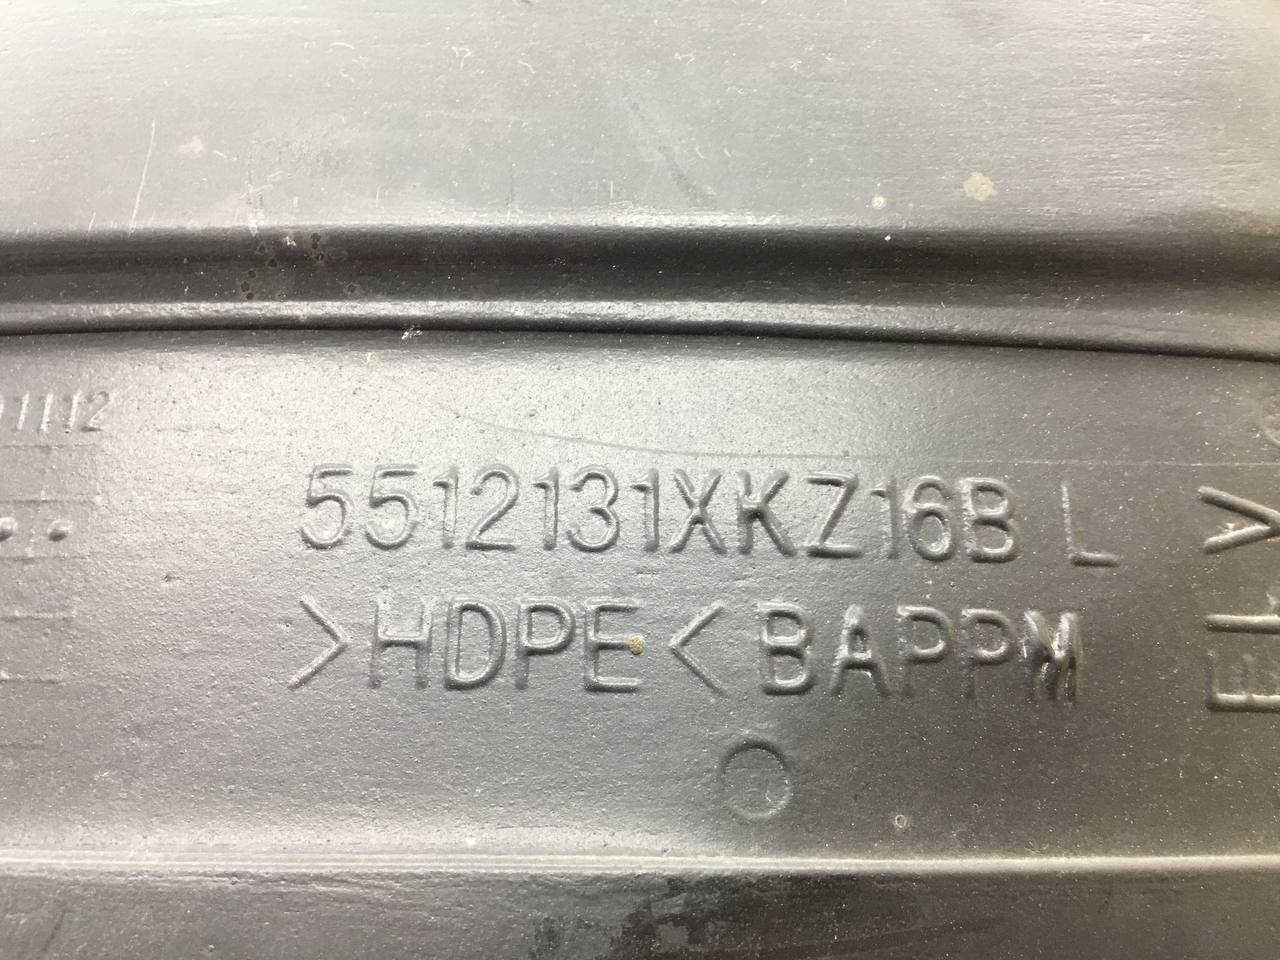 5512131XKZ16B L
>HDPE< BAPPM